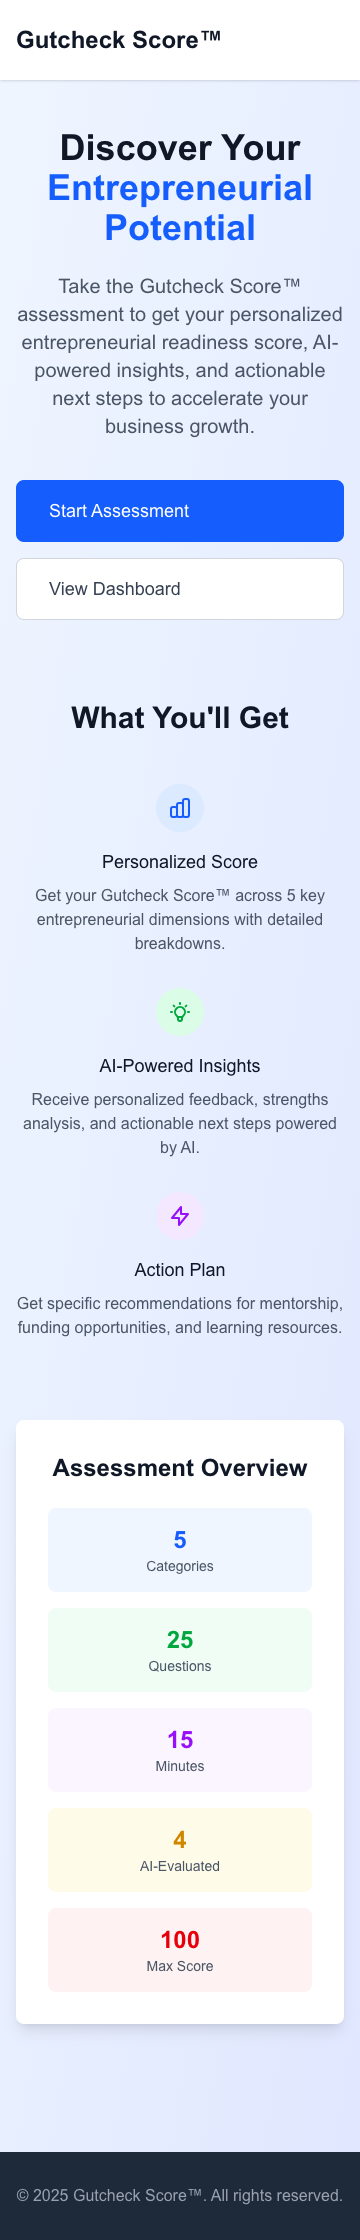 Gutcheck Score™
Discover Your
Entrepreneurial
Potential
Take the Gutcheck Score™
assessment to get your personalized
entrepreneurial readiness score, AI-
powered insights, and actionable
next steps to accelerate your
business growth.
Start Assessment
View Dashboard
What You'll Get
Personalized Score
Get your Gutcheck Score™ across 5 key
entrepreneurial dimensions with detailed
breakdowns.
AI-Powered Insights
Receive personalized feedback, strengths
analysis, and actionable next steps powered
by AI.
Action Plan
Get specific recommendations for mentorship,
funding opportunities, and learning resources.
Assessment Overview
5
Categories
25
Questions
15
Minutes
4
AI-Evaluated
100
Max Score
© 2025 Gutcheck Score™. All rights reserved.